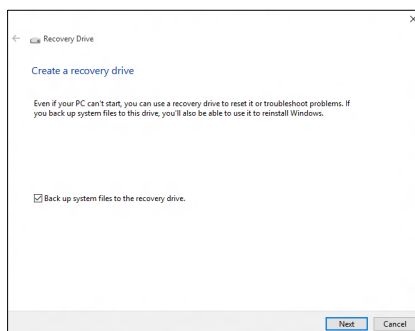 Recovery Drive
Create a recovery drive
Even if your PC can't start, you can use a recovery drive to reset it or troubleshoot problems. If
you back up system files to this drive, you'll also be able to use it to reinstall Windows.
Back up system files to the recovery drive.
Next Cancel